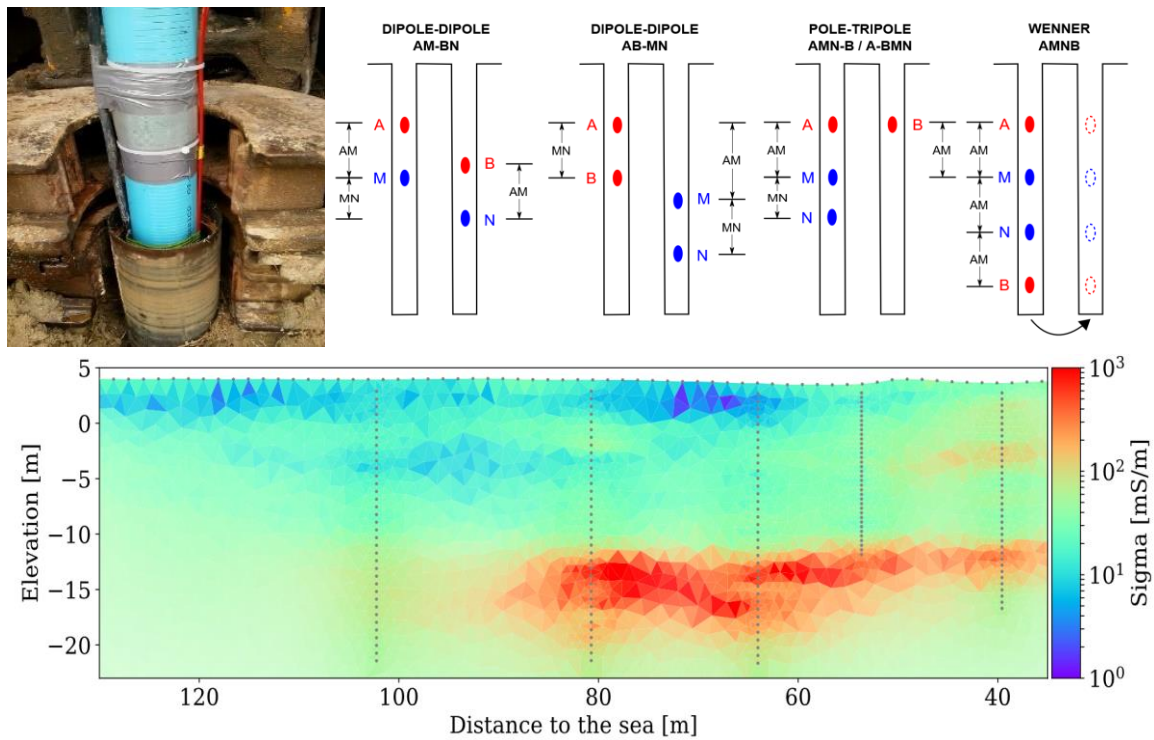 DIPOLE-DIPOLE
AM-BN
DIPOLE-DIPOLE
AB-MN
POLE-TRIPOLE
AMN-B / A-BMN
WENNER
AMNB
A
AM
M
MN
B
AM
N
A
MN
B
AM
M
MN
N
A
AM
M
MN
N
B
AM
A
AM
M
AM
N
AM
B
5
0
−5
−10
−15
−20
Elevation [m]
120
100
80
60
40
Distance to the sea [m]
10³
10²
10¹
10⁰
Sigma [mS/m]